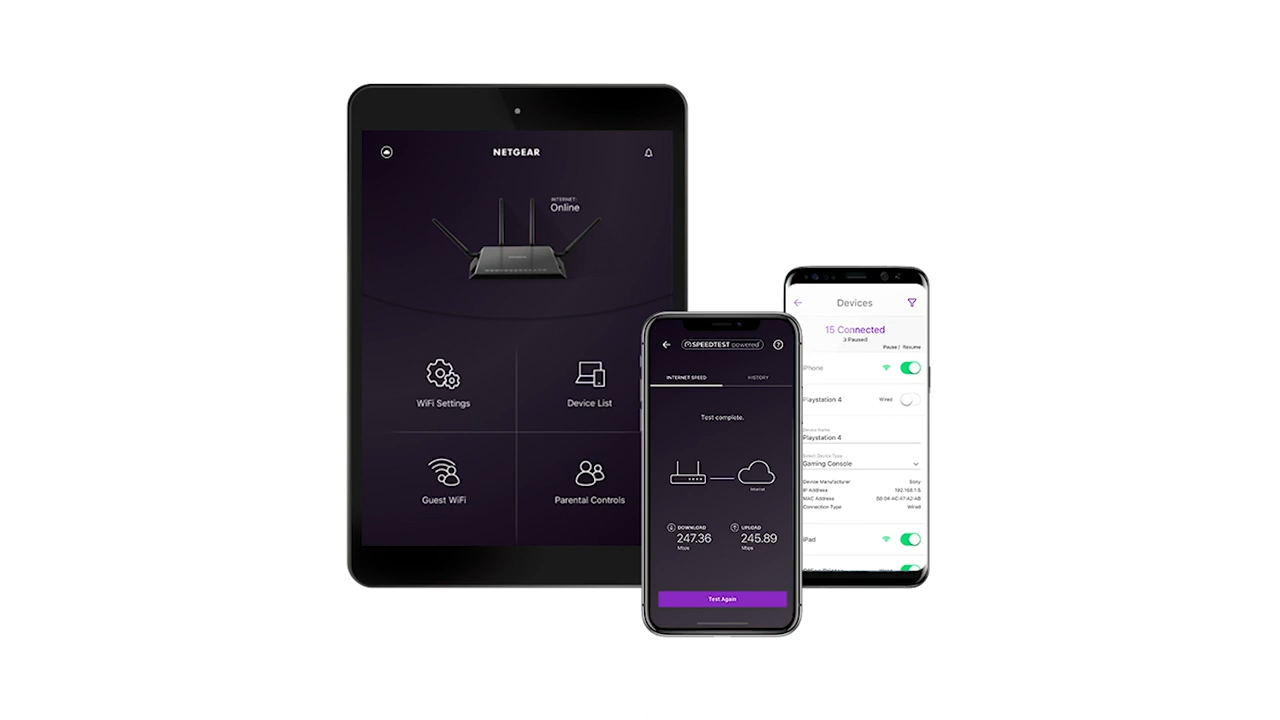 NETGEAR
INTERNET:
Online
WiFi Settings
Device List
Guest WiFi
Parental Controls
SPEEDTEST powered
?
INTERNET SPEED
HISTORY
Test complete.
Internet
DOWNLOAD
247.36
Mbps
UPLOAD
245.89
Mbps
Test Again
Devices
15 Connected
3 Paused
Pause / Resume
iPhone
Playstation 4 Wired
Device Name
Playstation 4
Select Device Type
Gaming Console
Device Manufacturer Sony
IP Address 192.168.1.5
MAC Address
Connection Type Wired
iPad